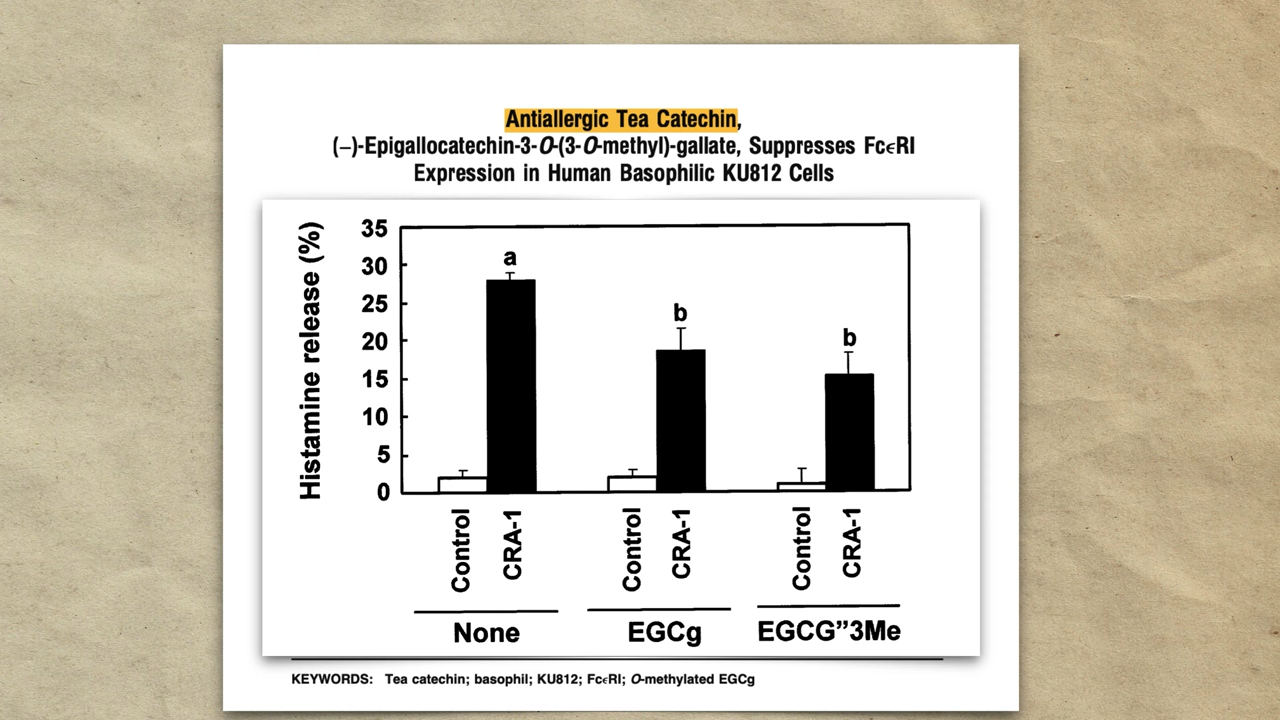 Antiallergic Tea Catechin,
(−)-Epigallocatechin-3-O-(3-O-methyl)-gallate, Suppresses FcϵRI
Expression in Human Basophilic KU812 Cells
Histamine release (%)
35
30
25
20
15
10
5
0
a
b
b
Control
CRA-1
Control
CRA-1
Control
CRA-1
None
EGCg
EGCG”3Me
KEYWORDS: Tea catechin; basophil; KU812; FcϵRI; O-methylated EGCg